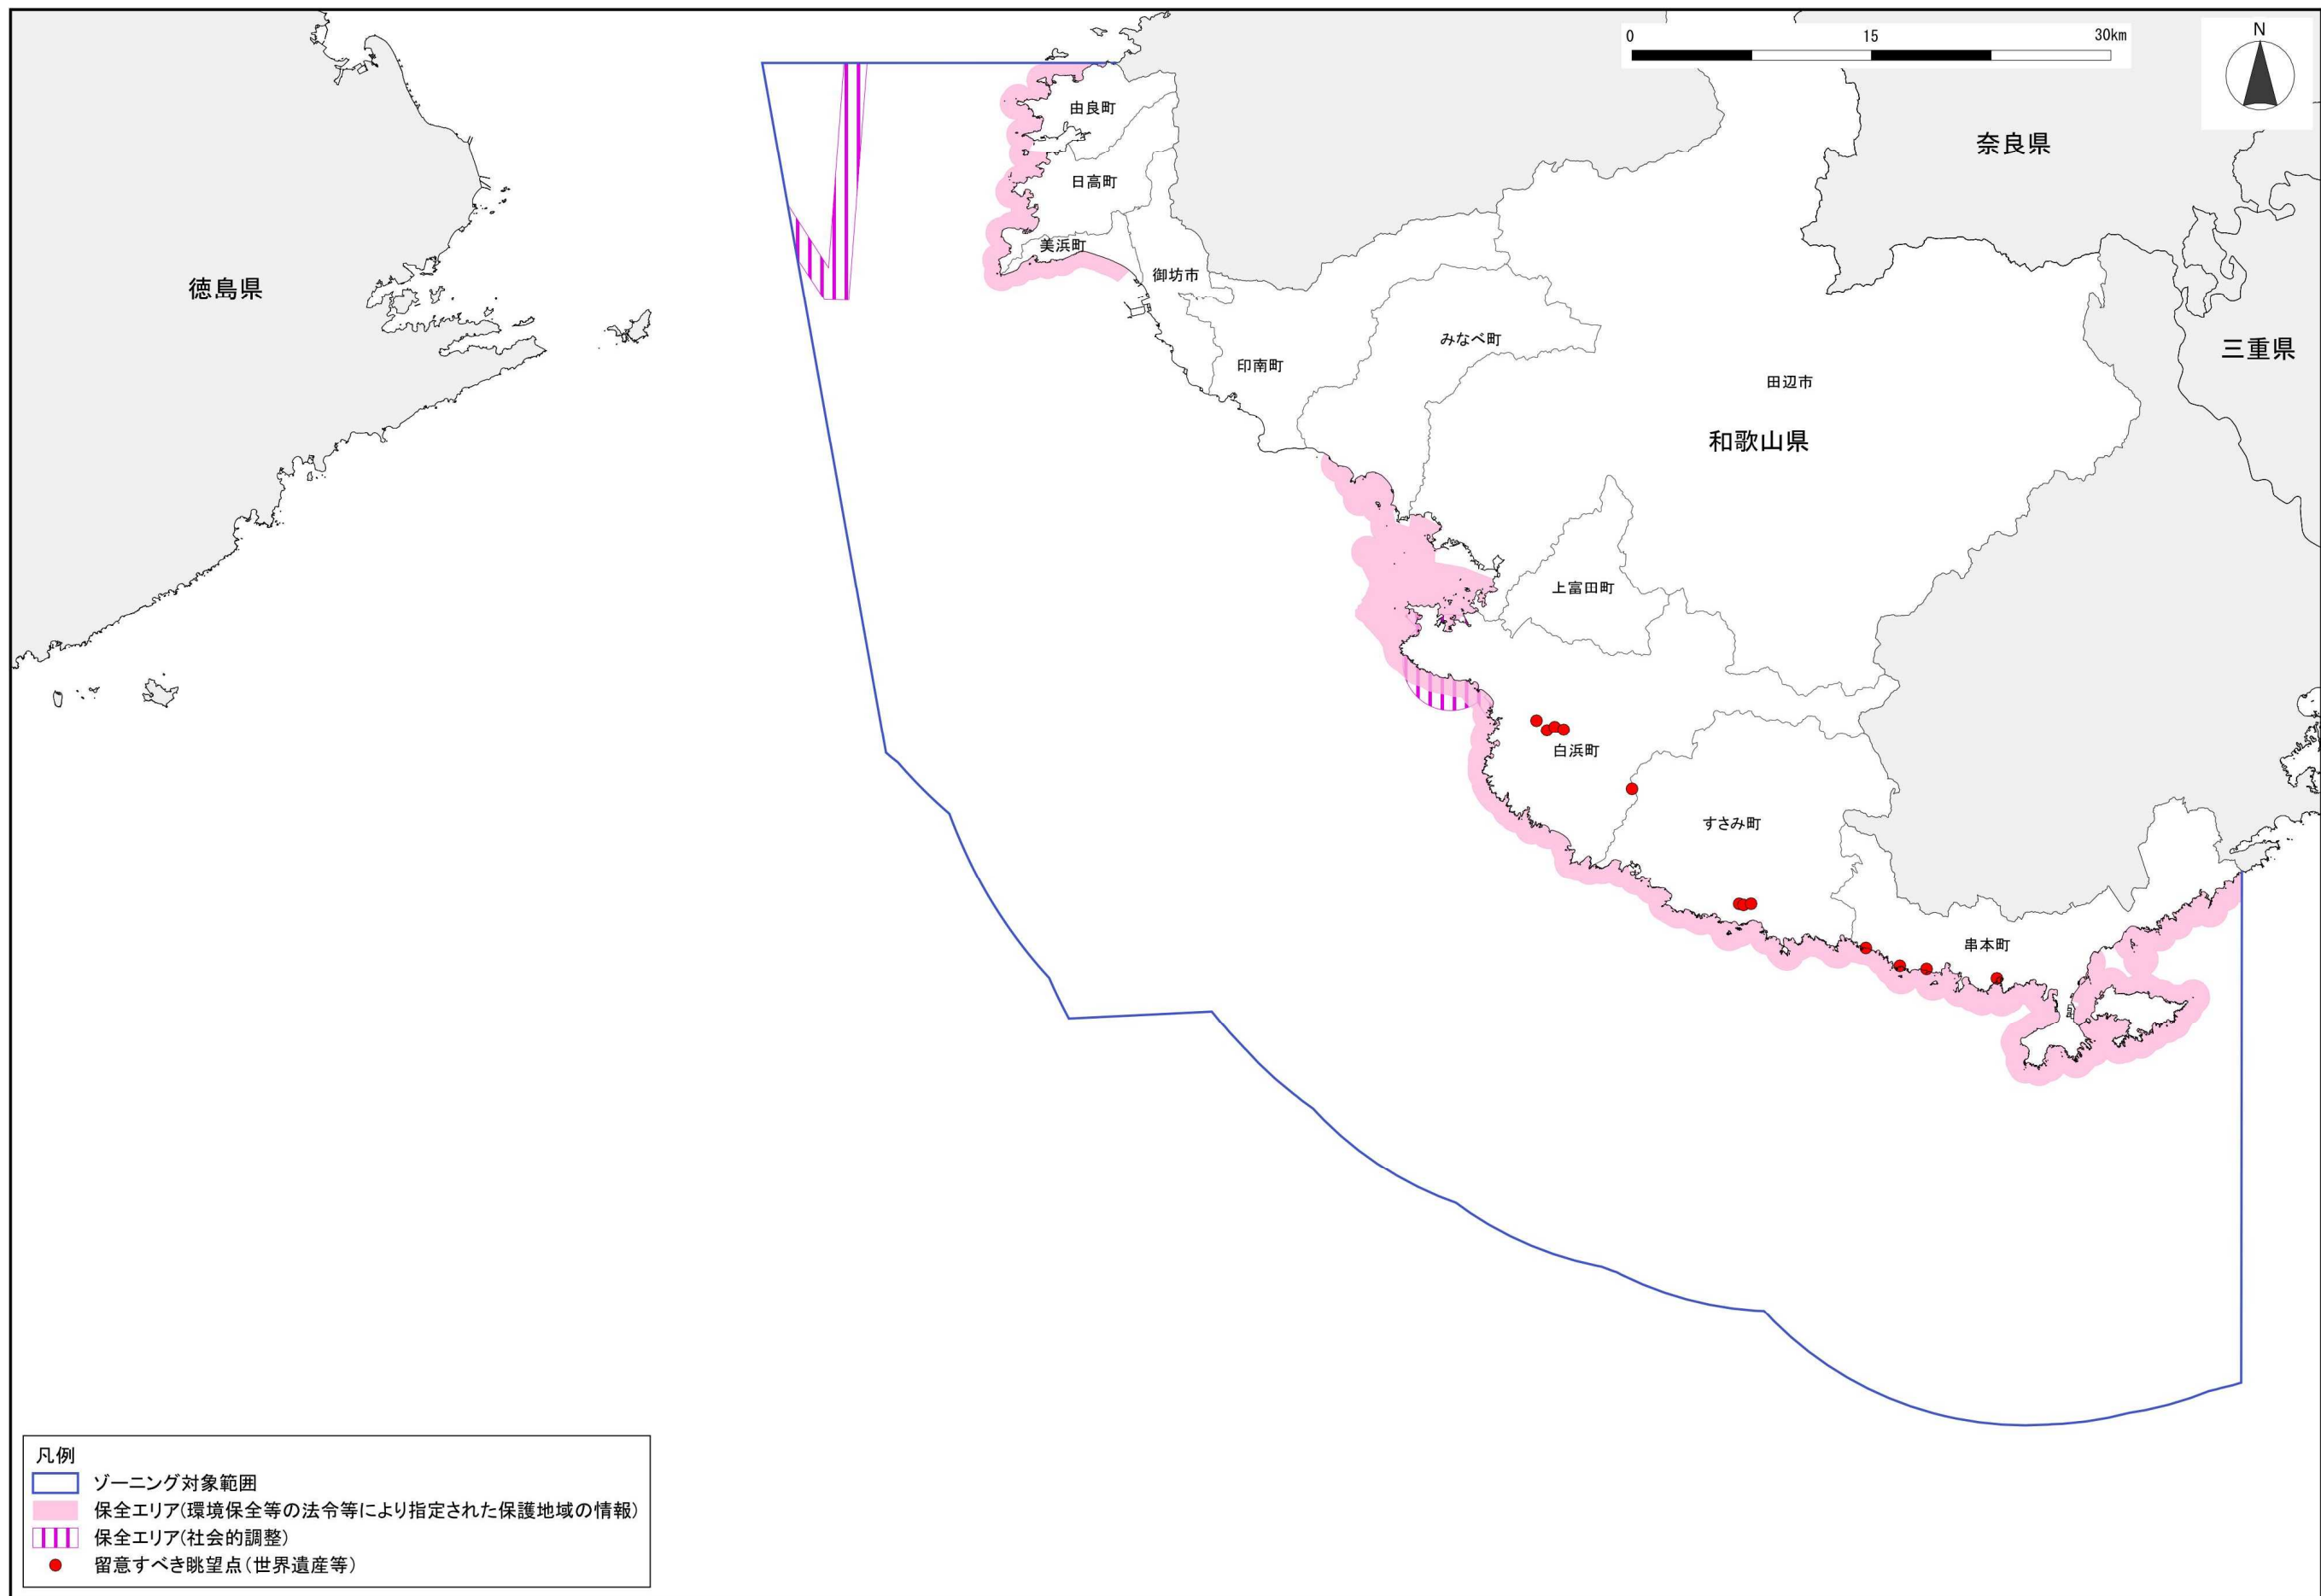 0 15 30km
N
由良町
奈良県
日高町
美浜町
御坊市
徳島県
みなべ町
三重県
印南町
田辺市
和歌山県
上富田町
白浜町
すさみ町
串本町
凡例
ゾーニング対象範囲
保全エリア(環境保全等の法令等により指定された保護地域の情報)
保全エリア(社会的調整)
留意すべき眺望点(世界遺産等)